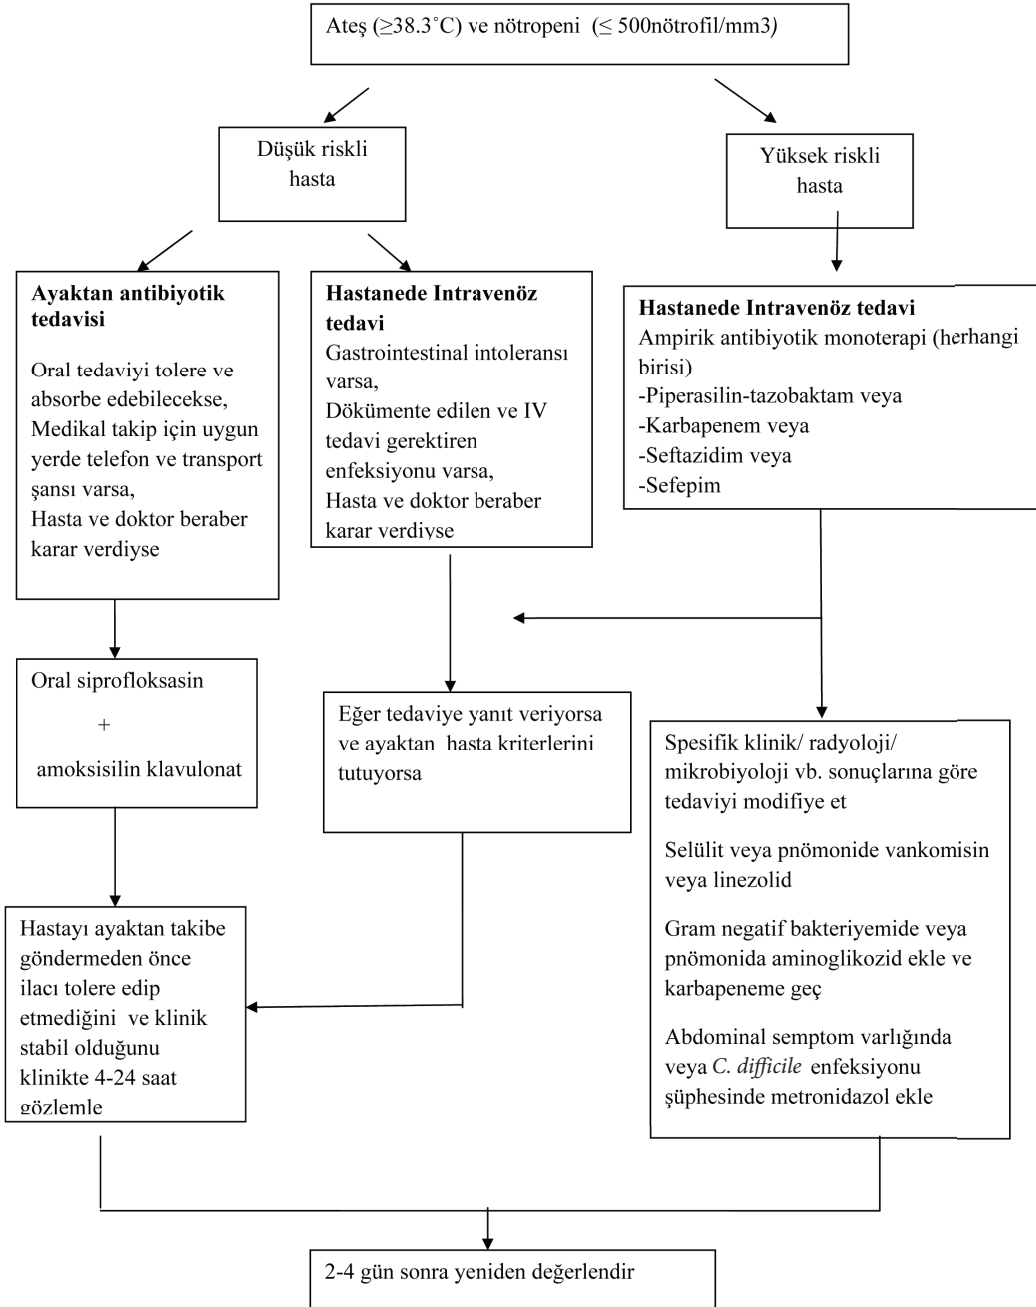 Ateş (≥38.3˚C) ve nötropeni (≤ 500nötrofil/mm3)
Düşük riskli
hasta
Yüksek riskli
hasta
Ayaktan antibiyotik
tedavisi
Oral tedaviyi tolere ve
absorbe edebilecekse,
Medikal takip için uygun
yerde telefon ve transport
şansı varsa,
Hasta ve doktor beraber
karar verdiyse
Hastanede Intravenöz
tedavi
Gastrointestinal intoleransı
varsa,
Dökümente edilen ve IV
tedavi gerektiren
enfeksiyonu varsa,
Hasta ve doktor beraber
karar verdiyse
Hastanede Intravenöz tedavi
Ampirik antibiyotik monoterapi (herhangi
birisi)
-Piperasilin-tazobaktam veya
-Karbapenem veya
-Seftazidim veya
-Sefepim
Oral siprofloksasin
+
amoksisilin klavulonat
Eğer tedaviye yanıt veriyorsa
ve ayaktan hasta kriterlerini
tutuyorsa
Spesifik klinik/ radyoloji/
mikrobiyoloji vb. sonuçlarına göre
tedaviyi modifiye et
Selülit veya pnömonide vankomisin
veya linezolid
Gram negatif bakteriyemide veya
pnömonida aminoglikozid ekle ve
karbapeneme geç
Abdominal semptom varlığında
veya C. difficile enfeksiyonu
şüphesinde metronidazol ekle
Hastayı ayaktan takibe
göndermeden önce
ilacı tolere edip
etmediğini ve klinik
stabil olduğunu
klinikte 4-24 saat
gözlemle
2-4 gün sonra yeniden değerlendir